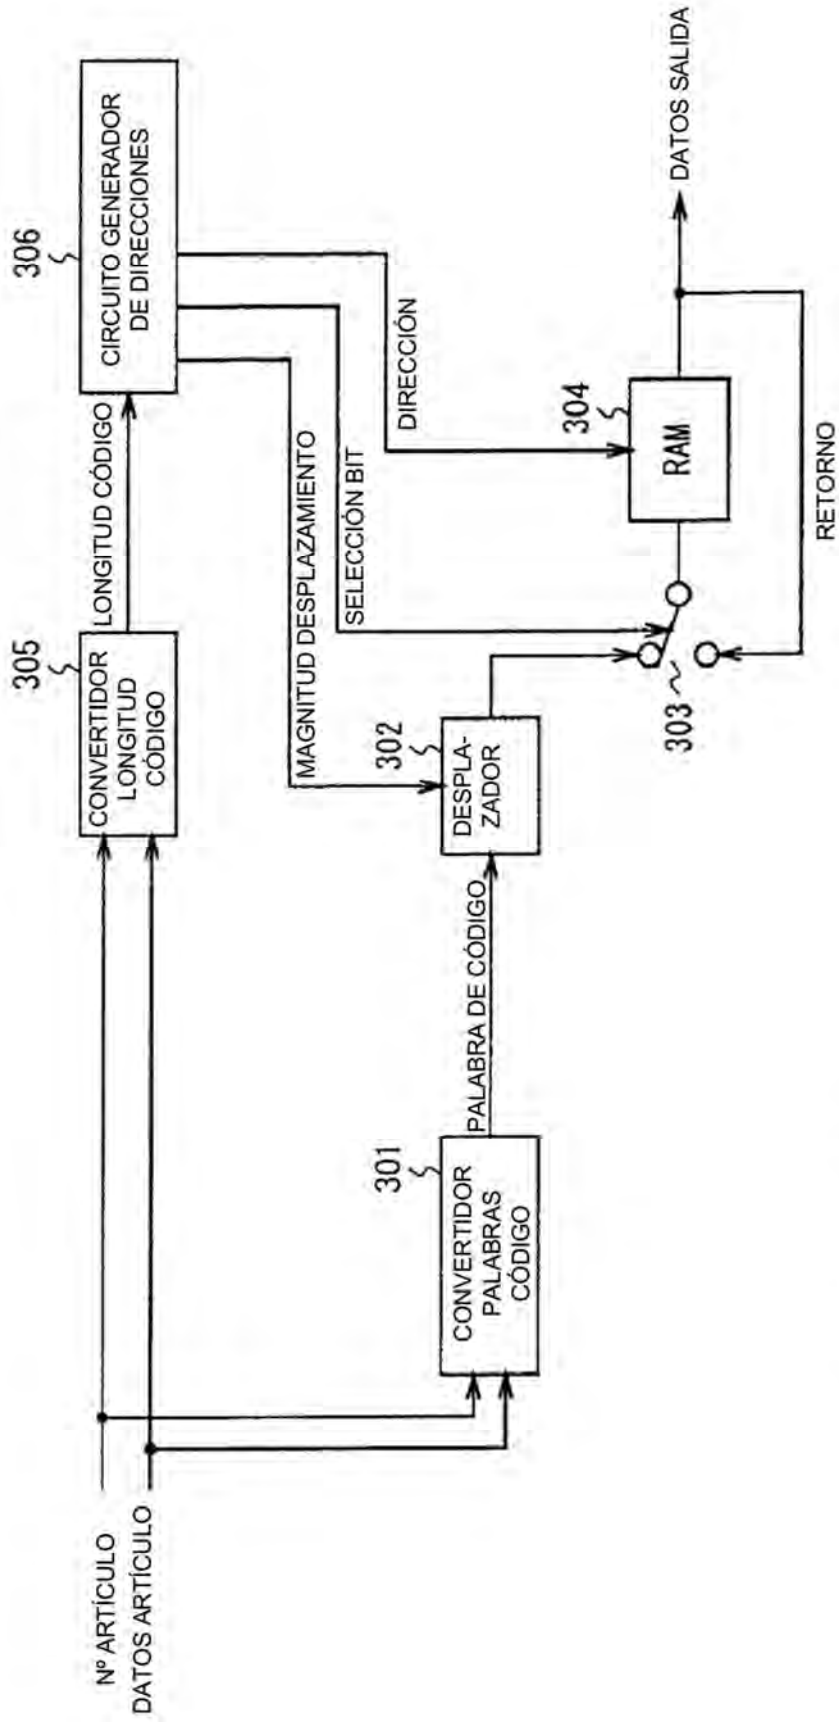 Nº ARTÍCULO
DATOS ARTÍCULO
305
CONVERTIDOR
LONGITUD
CÓDIGO
LONGITUD CÓDIGO
306
CIRCUITO GENERADOR
DE DIRECCIONES
MAGNITUD DESPLAZAMIENTO
SELECCIÓN BIT
DIRECCIÓN
301
CONVERTIDOR
PALABRAS
CÓDIGO
PALABRA DE CÓDIGO
302
DESPLA-
ZADOR
303
304
RAM
DATOS SALIDA
RETORNO